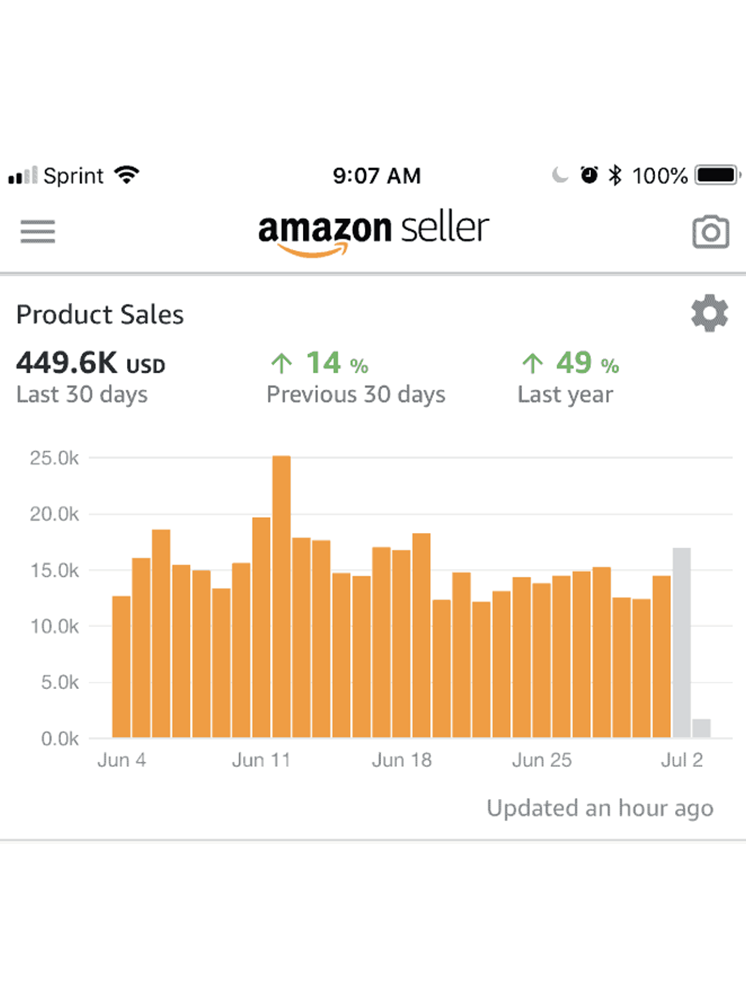 Sprint 9:07 AM 100%
amazon seller
Product Sales
449.6K USD ↑ 14 % ↑ 49 %
Last 30 days Previous 30 days Last year
25.0k
20.0k
15.0k
10.0k
5.0k
0.0k
Jun 4 Jun 11 Jun 18 Jun 25 Jul 2
Updated an hour ago